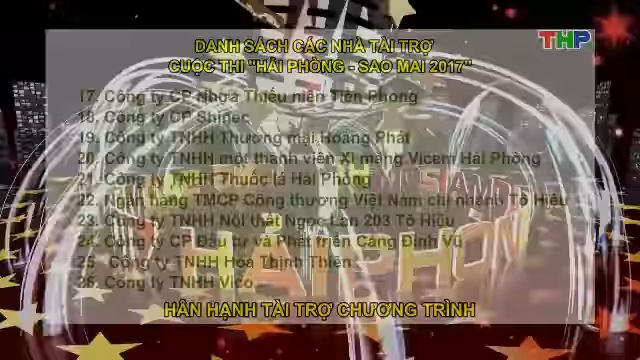 DANH SÁCH CÁC NHÀ TÀI TRỢ
THP
CUỘC THI "HẢI PHÒNG - SAO MAI 2017"
17. Công ty CP Nhựa Thiếu niên Tiền Phong
18. Công ty CP Shinec
19. Công ty TNHH Thương mại Hoàng Phát
20. Công ty TNHH một thành viên Xi măng Vicem Hải Phòng
21. Công ty TNHH Thuốc lá Hải Phòng
22. Ngân hàng TMCP Công thương Việt Nam chi nhánh Tô Hiệu
23. Công ty TNHH Nội thất Ngọc Lan 203 Tô Hiệu
24. Công ty CP Đầu tư và Phát triển Cảng Đình Vũ
25. Công ty TNHH Hoa Thịnh Thiên
26. Công ty TNHH Vico
HẢI PHÒN
HÂN HẠNH TÀI TRỢ CHƯƠNG TRÌNH